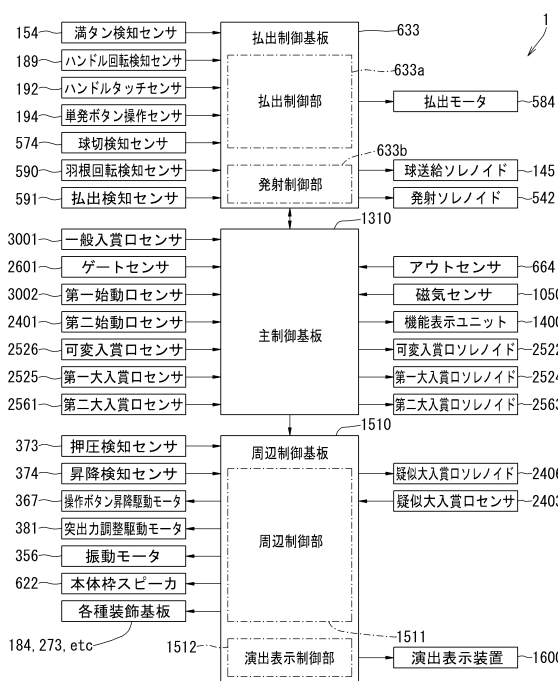 1
154 満タン検知センサ
189 ハンドル回転検知センサ
192 ハンドルタッチセンサ
194 単発ボタン操作センサ
574 球切検知センサ
590 羽根回転検知センサ
591 払出検知センサ
払出制御基板 633
633a
払出制御部
633b
発射制御部
払出モータ 584
球送給ソレノイド 145
発射ソレノイド 542
1310
3001 一般入賞口センサ
2601 ゲートセンサ
3002 第一始動口センサ
2401 第二始動口センサ
2526 可変入賞口センサ
2525 第一大入賞口センサ
2561 第二大入賞口センサ
主制御基板
アウトセンサ 664
磁気センサ 1050
機能表示ユニット 1400
可変入賞口ソレノイド 2522
第一大入賞口ソレノイド 2524
第二大入賞口ソレノイド 2563
1510
373 押圧検知センサ
374 昇降検知センサ
367 操作ボタン昇降駆動モータ
381 突出力調整駆動モータ
356 振動モータ
622 本体枠スピーカ
各種装飾基板
184, 273, etc
周辺制御基板
周辺制御部
1512
1511
演出表示制御部
疑似大入賞口ソレノイド 2406
疑似大入賞口センサ 2403
演出表示装置 1600